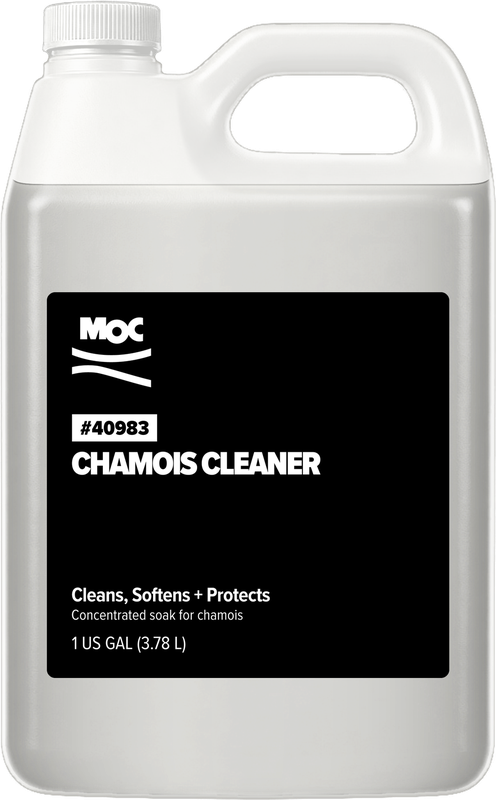 MOC
#40983
CHAMOIS CLEANER
Cleans, Softens + Protects
Concentrated soak for chamois
1 US GAL (3.78 L)